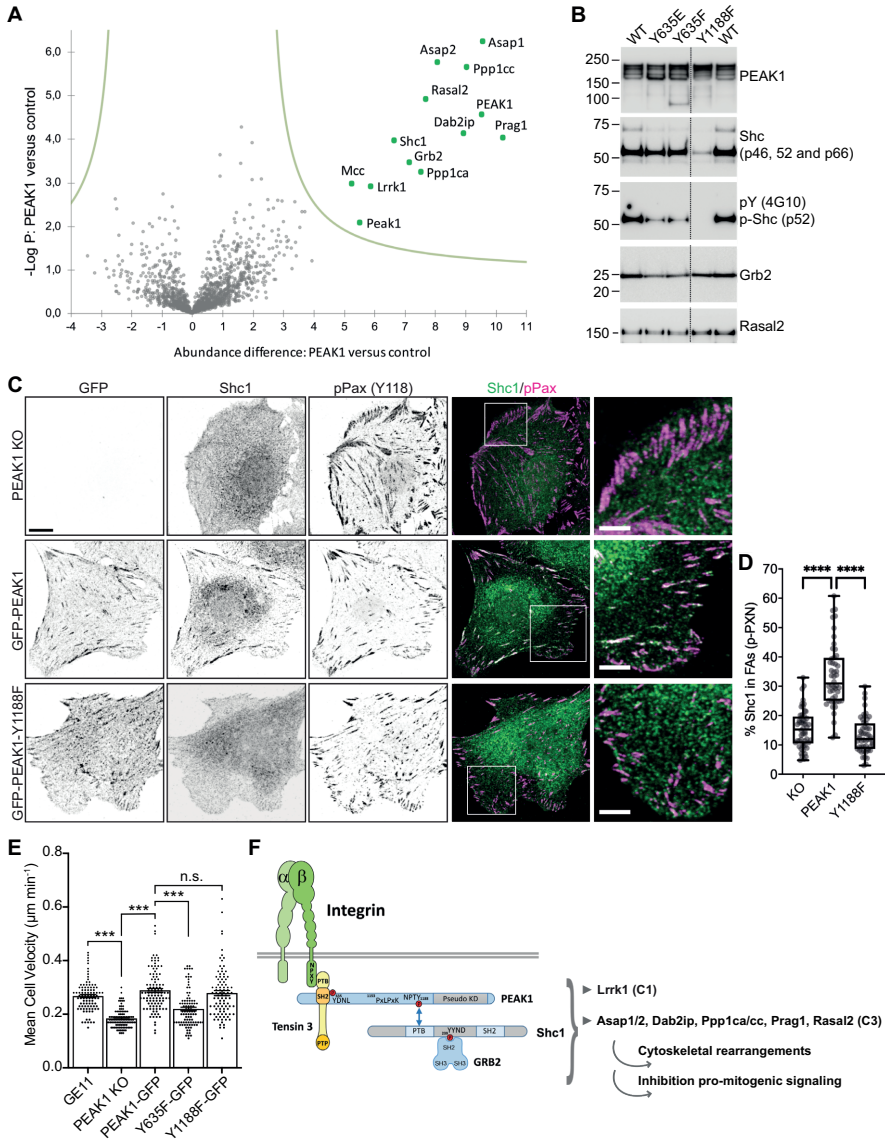 A
6,0
5,0
4,0
3,0
2,0
1,0
0,0
-Log P: PEAK1 versus control
-4 -3 -2 -1 0 1 2 3 4 5 6 7 8 9 10 11
Abundance difference: PEAK1 versus control
Asap1
Asap2
Ppp1cc
Rasal2
PEAK1
Dab2ip
Prag1
Shc1
Grb2
Ppp1ca
Mcc
Lrrk1
Peak1
B
WT Y635E Y635F Y1188F WT
250
150
100
PEAK1
75
50
Shc
(p46, 52 and p66)
75
50
pY (4G10)
p-Shc (p52)
25
20
Grb2
150
Rasal2
C
GFP Shc1 pPax (Y118) Shc1/pPax
PEAK1 KO
GFP-PEAK1
GFP-PEAK1-Y1188F
D
% Shc1 in FAs (p-PXN)
70
60
50
40
30
20
10
0
**** ****
KO PEAK1 Y1188F
E
Mean Cell Velocity (µm min⁻¹)
0.8
0.6
0.4
0.2
0.0
n.s.
***
***
***
GE11 PEAK1 KO PEAK1-GFP Y635F-GFP Y1188F-GFP
F
α β
Integrin
NPXY
PTB
SH2
PTP
Tensin 3
P
YDNL
PxLPxK
NPTY1188
Pseudo KD
PEAK1
PTB
YYND
SH2
Shc1
P
SH2
SH3 SH3
GRB2
Lrrk1 (C1)
Asap1/2, Dab2ip, Ppp1ca/cc, Prag1, Rasal2 (C3)
Cytoskeletal rearrangements
Inhibition pro-mitogenic signaling